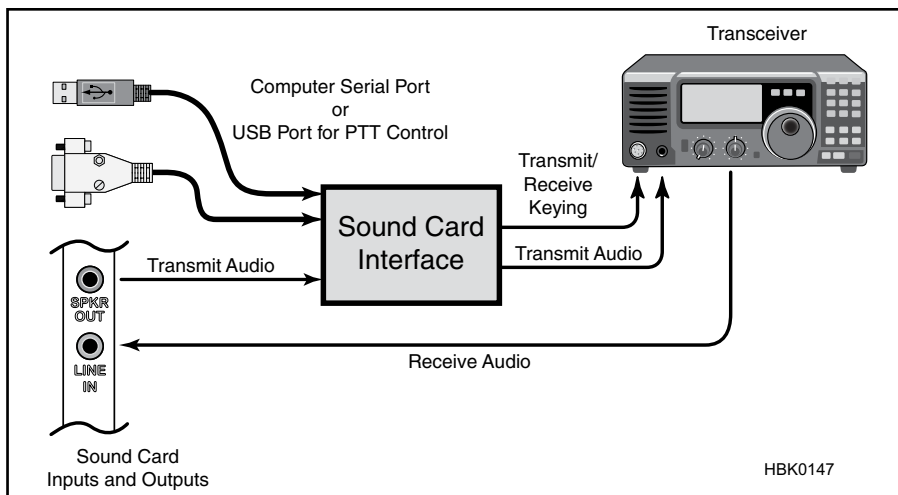 Transceiver
Computer Serial Port
or
USB Port for PTT Control
Transmit/
Receive
Keying
Sound Card
Interface
Transmit Audio
Transmit Audio
SPKR
OUT
LINE
IN
Receive Audio
Sound Card
Inputs and Outputs
HBK0147